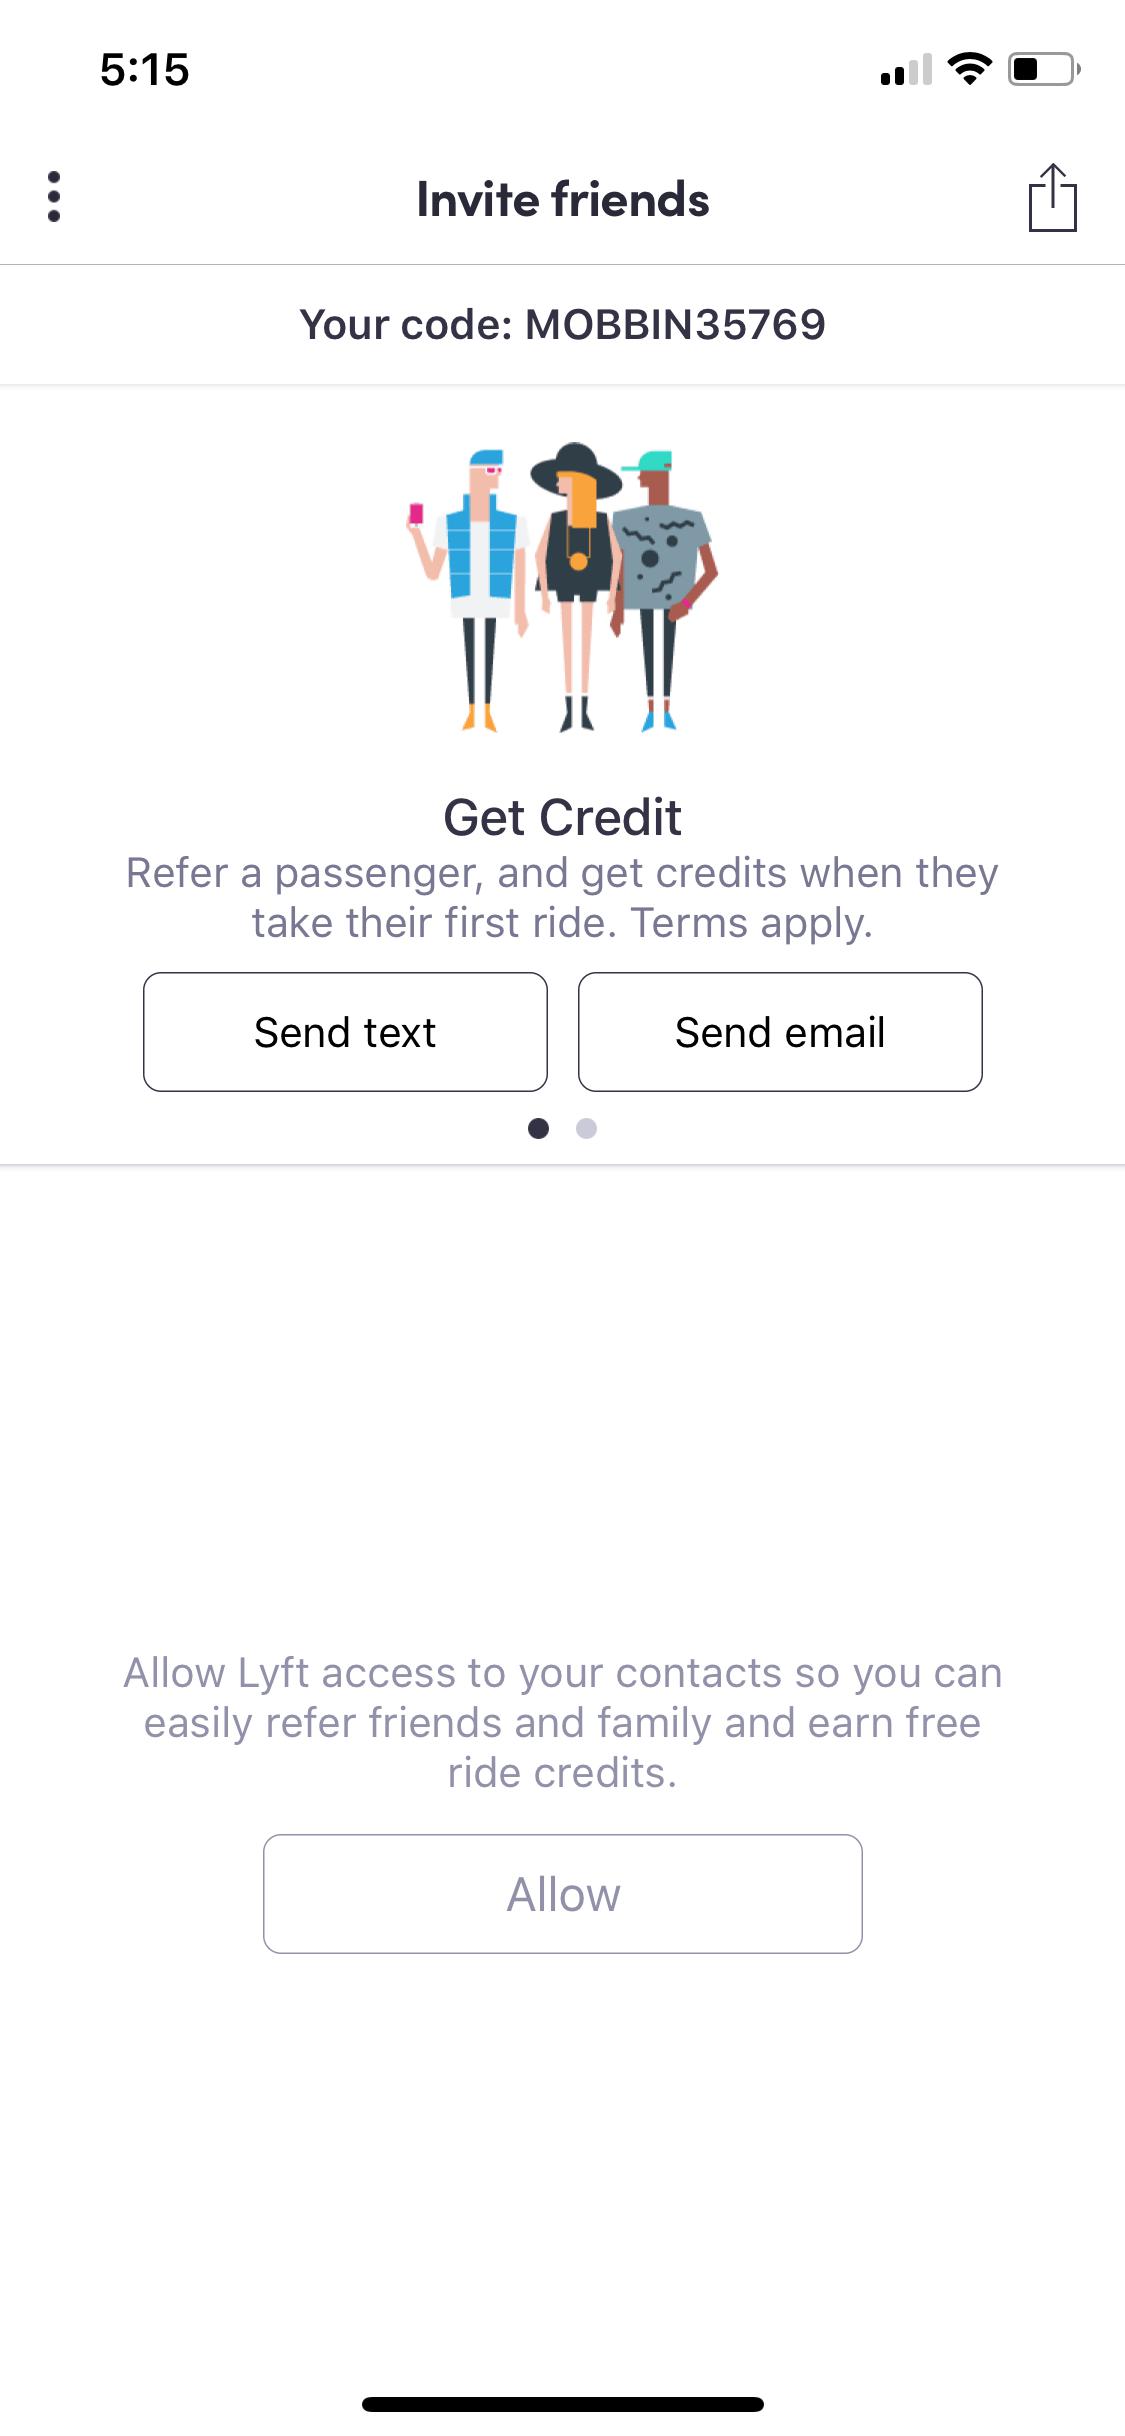 5:15
Invite friends
Your code: MOBBIN35769
Get Credit
Refer a passenger, and get credits when they
take their first ride. Terms apply.
Send text
Send email
Allow Lyft access to your contacts so you can
easily refer friends and family and earn free
ride credits.
Allow